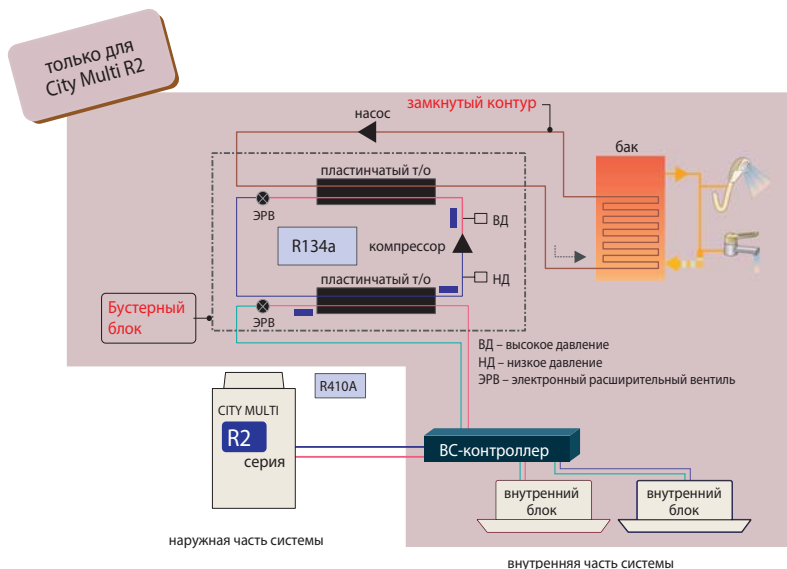 только для
City Multi R2
замкнутый контур
насос
бак
пластинчатый т/о
ЭРВ
ВД
R134a
компрессор
пластинчатый т/о
НД
Бустерный
блок
ЭРВ
ВД – высокое давление
НД – низкое давление
ЭРВ – электронный расширительный вентиль
R410A
CITY MULTI
R2
серия
ВС-контроллер
внутренний
блок
внутренний
блок
наружная часть системы
внутренняя часть системы